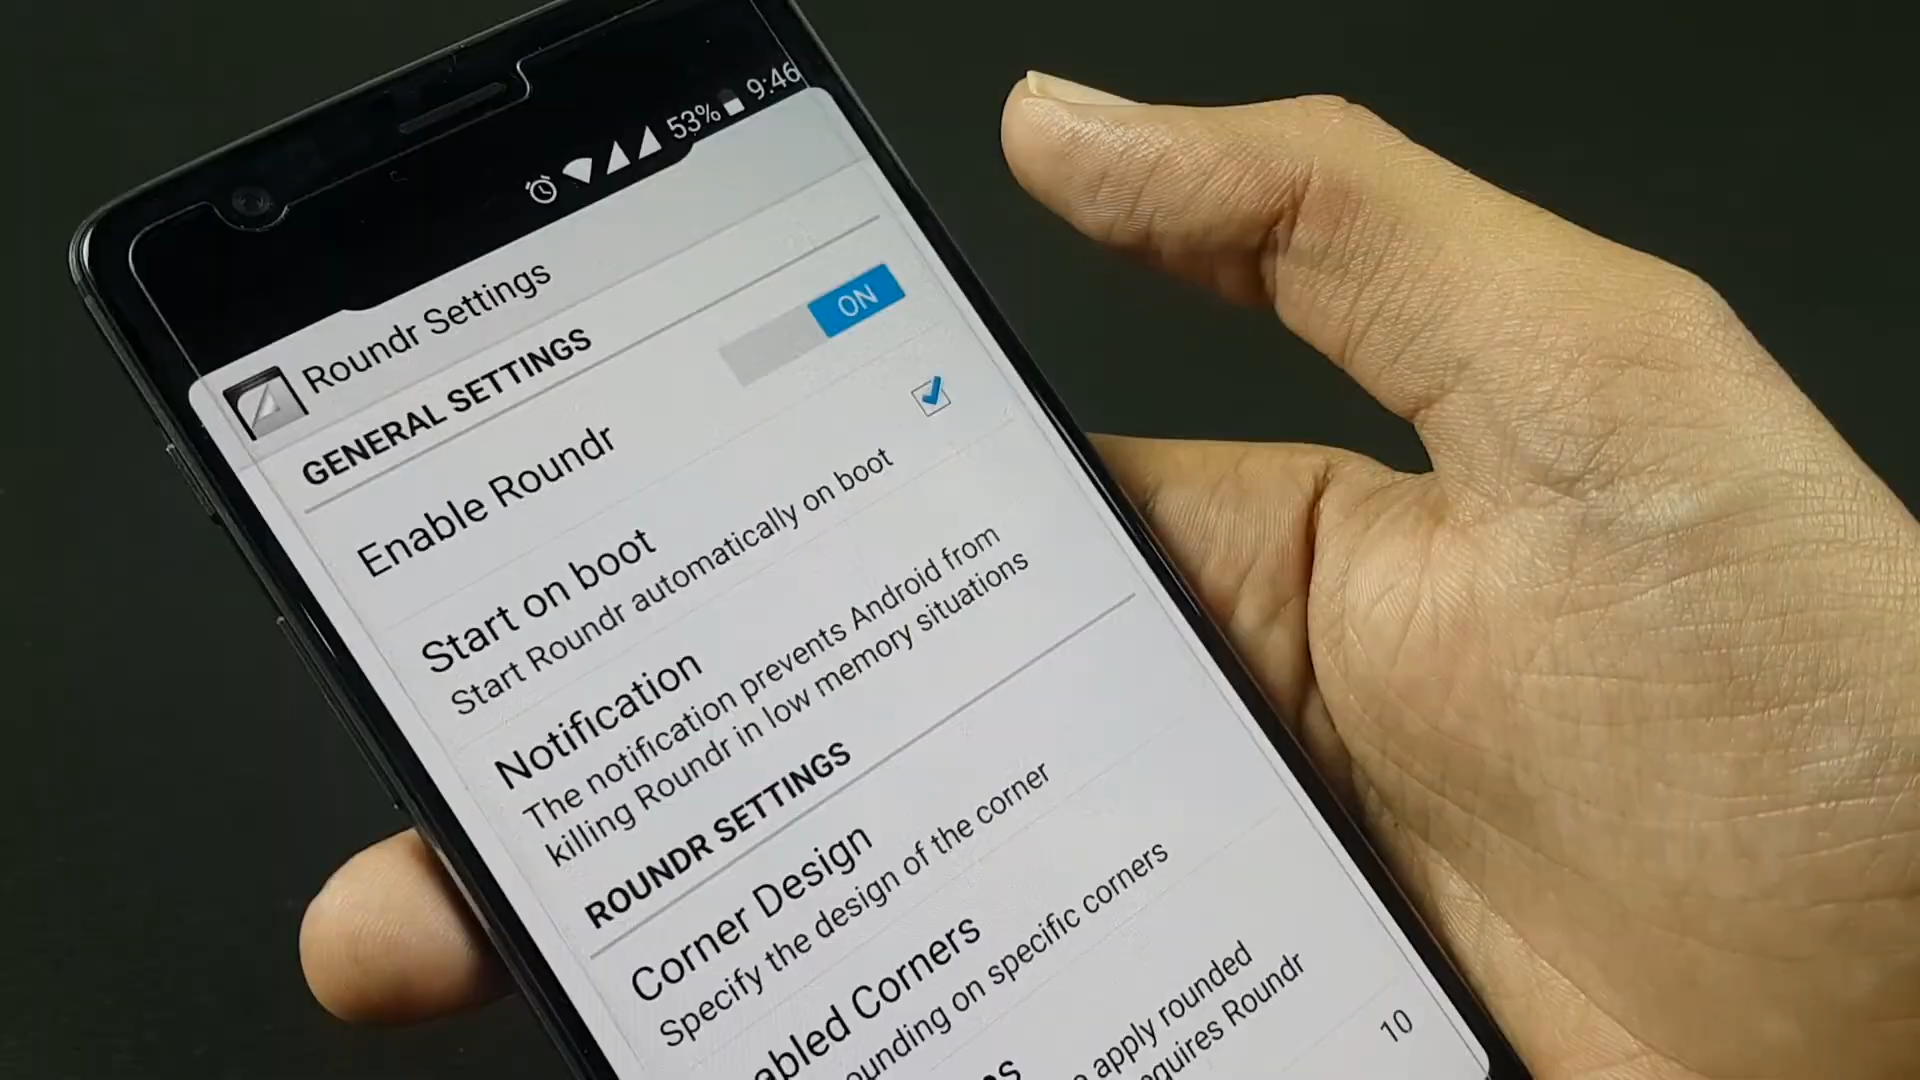 53% 9:46
Roundr Settings
GENERAL SETTINGS
Enable Roundr
ON
Start on boot
Start Roundr automatically on boot
Notification
The notification prevents Android from
killing Roundr in low memory situations
ROUNDR SETTINGS
Corner Design
Specify the design of the corner
abled Corners
ounding on specific corners
apply rounded
equires Roundr
10